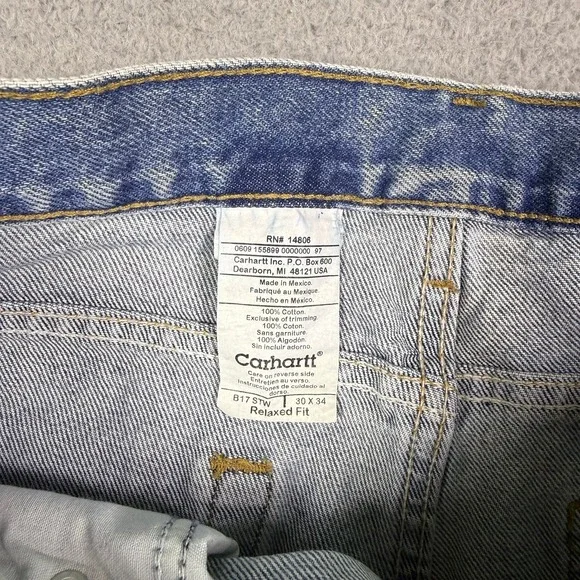 RN# 14806
0609 155899 0000000 97
Carhartt Inc. P.O. Box 600
Dearborn, MI 48121 USA
Made in Mexico.
Fabriqué au Mexique.
Hecho en México.
100% Cotton.
Exclusive of trimming.
100% Coton.
Sans garniture.
100% Algodón.
Sin incluir adorno.
Carhartt®
Care on reverse side
Entretien au verso.
Instrucciones de cuidado al
dorso.
B17 STW 30 X 34
Relaxed Fit